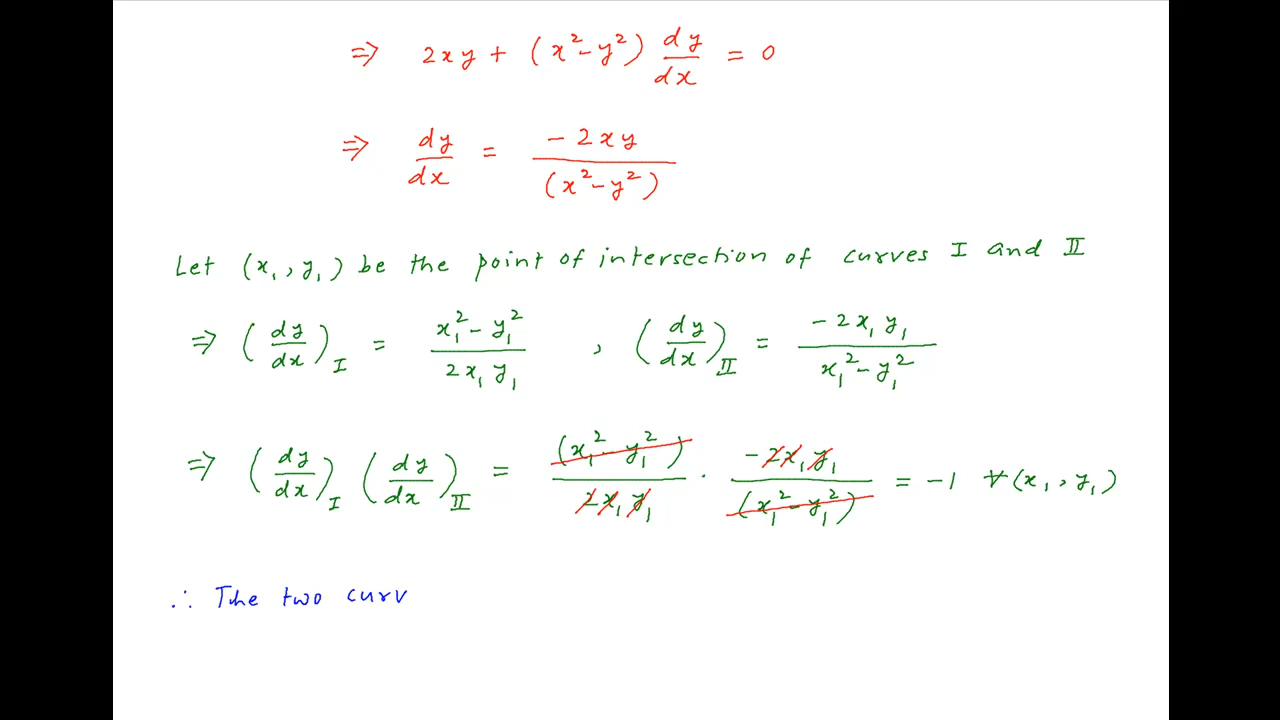 ⇒ 2xy + (x²-y²) dy/dx = 0
⇒ dy/dx = -2xy/(x²-y²)
Let (x₁, y₁) be the point of intersection of curves I and II
⇒ (dy/dx)_I = (x₁²-y₁²)/(2x₁y₁) , (dy/dx)_II = (-2x₁y₁)/(x₁²-y₁²)
⇒ (dy/dx)_I (dy/dx)_II = (x₁²-y₁²)/(2x₁y₁) · (-2x₁y₁)/(x₁²-y₁²) = -1 ∀(x₁, y₁)
∴ The two curv